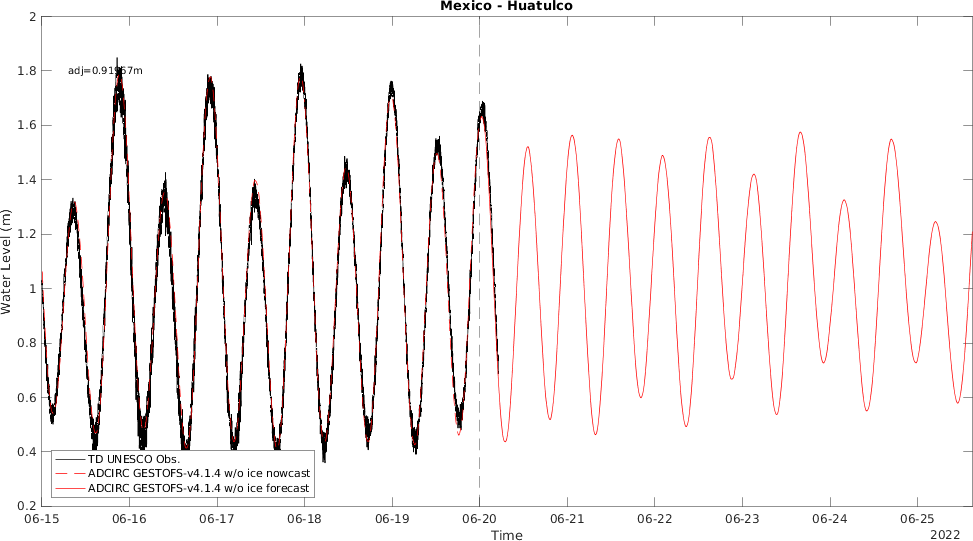 Mexico - Huatulco
2
1.8
1.6
1.4
1.2
1
0.8
0.6
0.4
0.2
Water Level (m)
adj=0.91957m
TD UNESCO Obs.
ADCIRC GESTOFS-v4.1.4 w/o ice nowcast
ADCIRC GESTOFS-v4.1.4 w/o ice forecast
06-15 06-16 06-17 06-18 06-19 06-20 06-21 06-22 06-23 06-24 06-25
Time
2022